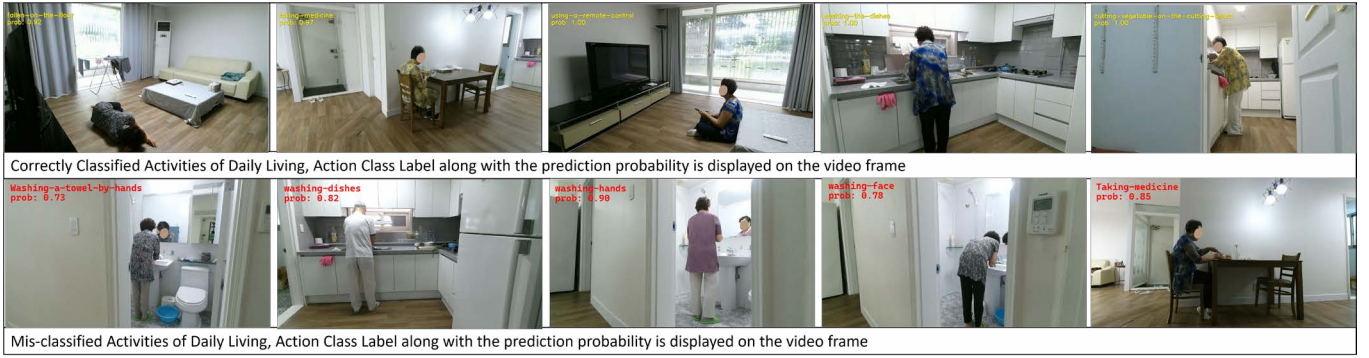 prob: 0.92
taking-medicine
prob: 0.97
using-a-remote-control
prob: 1.00
washing-the-dishes
prob: 1.00
cutting-vegetable-on-the-cutting-board
prob: 1.00
Correctly Classified Activities of Daily Living, Action Class Label along with the prediction probability is displayed on the video frame
Washing-a-towel-by-hands
prob: 0.73
washing-dishes
prob: 0.82
washing-hands
prob: 0.90
washing-face
prob: 0.78
Taking-medicine
prob: 0.85
Mis-classified Activities of Daily Living, Action Class Label along with the prediction probability is displayed on the video frame